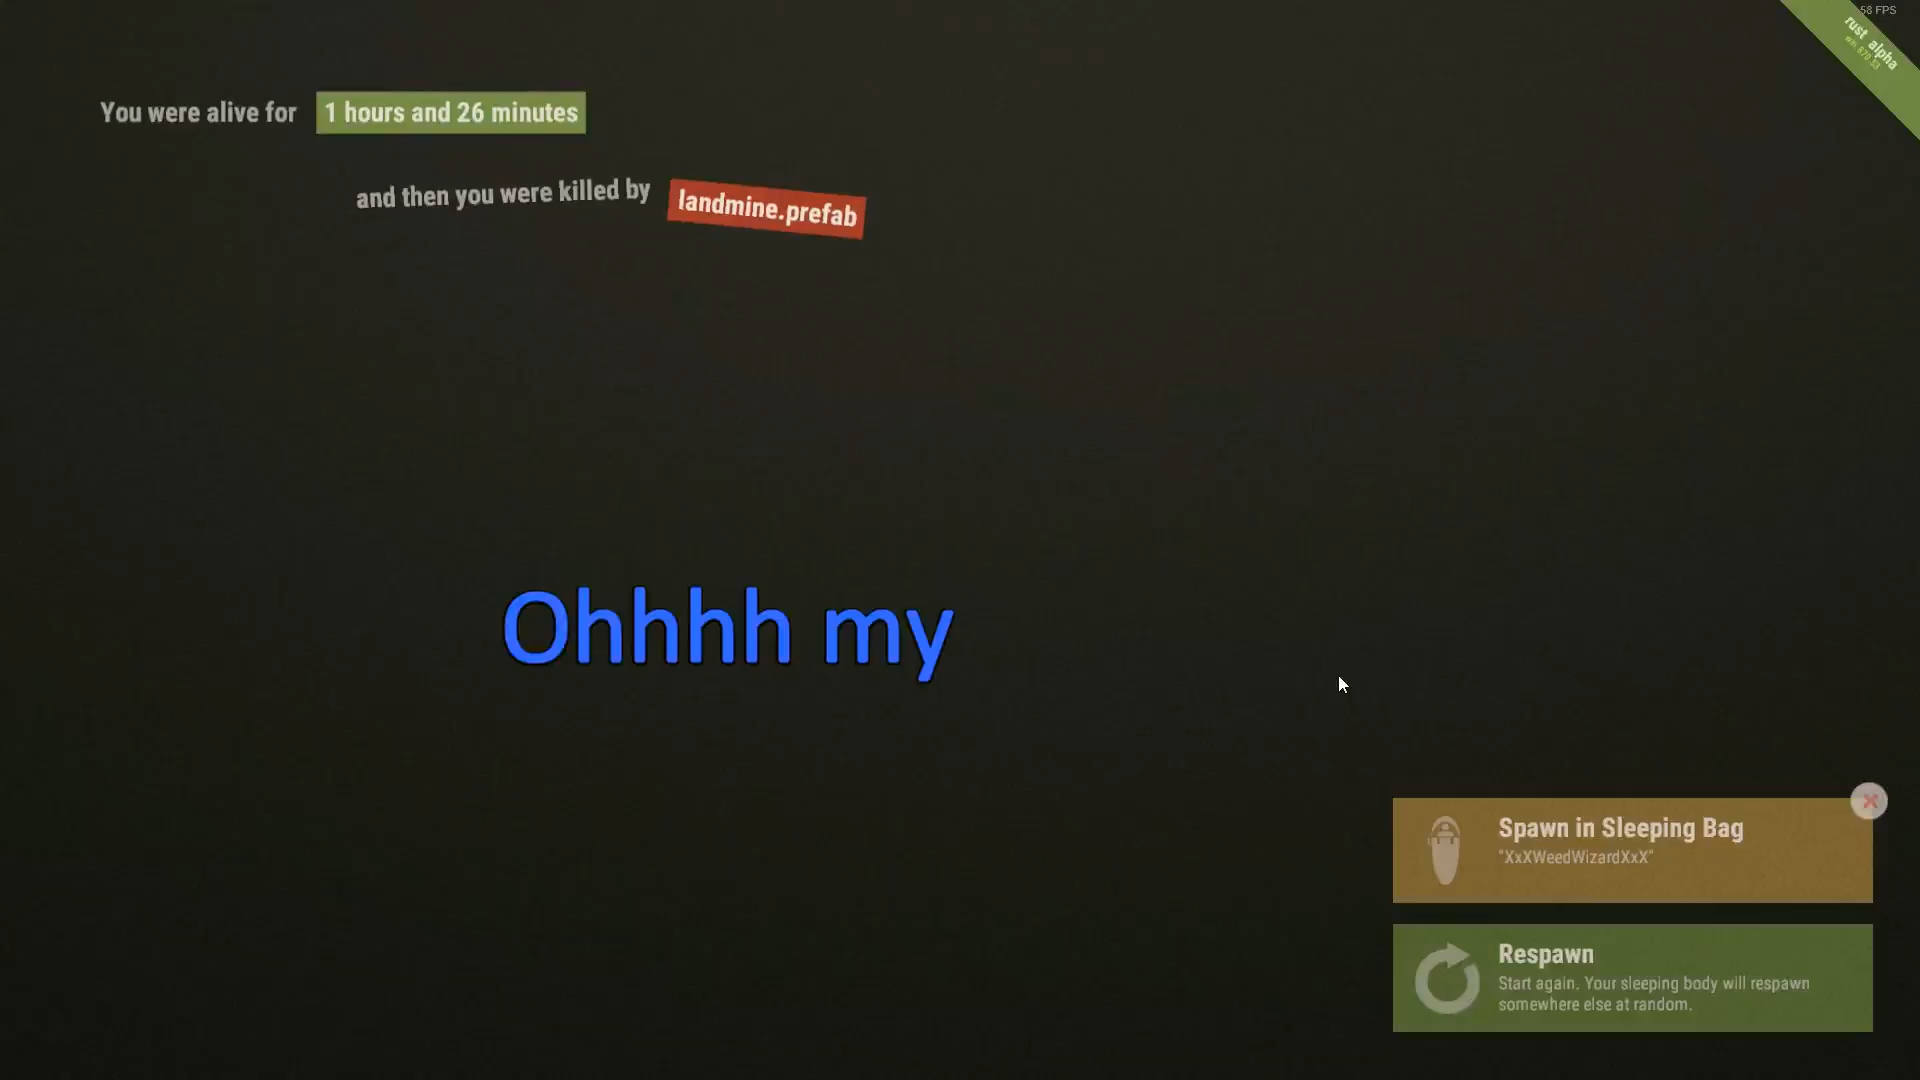 58 FPS
rust alpha
You were alive for 1 hours and 26 minutes
and then you were killed by landmine.prefab
Ohhhh my
Spawn in Sleeping Bag
"XxXWeedWizardXxX"
Respawn
Start again. Your sleeping body will respawn
somewhere else at random.